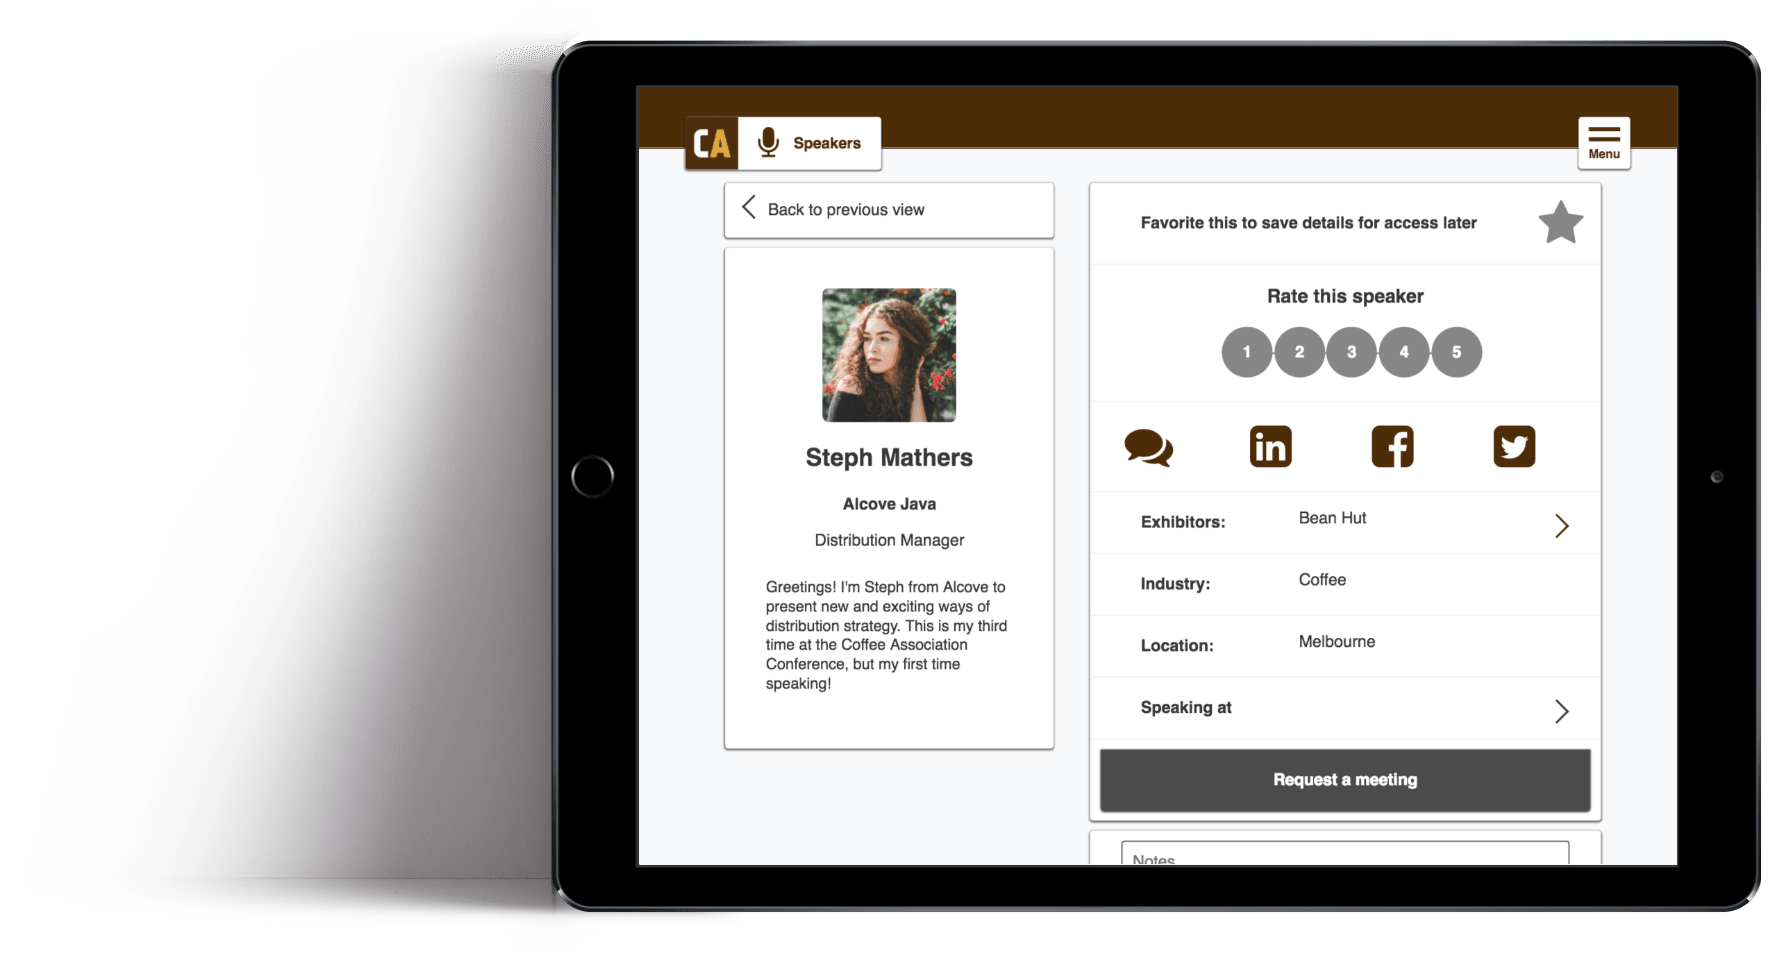 CA
Speakers
Menu
Back to previous view
Steph Mathers
Alcove Java
Distribution Manager
Greetings! I'm Steph from Alcove to
present new and exciting ways of
distribution strategy. This is my third
time at the Coffee Association
Conference, but my first time
speaking!
Favorite this to save details for access later
Rate this speaker
1 2 3 4 5
in f
Exhibitors: Bean Hut
Industry: Coffee
Location: Melbourne
Speaking at
Request a meeting
Notes